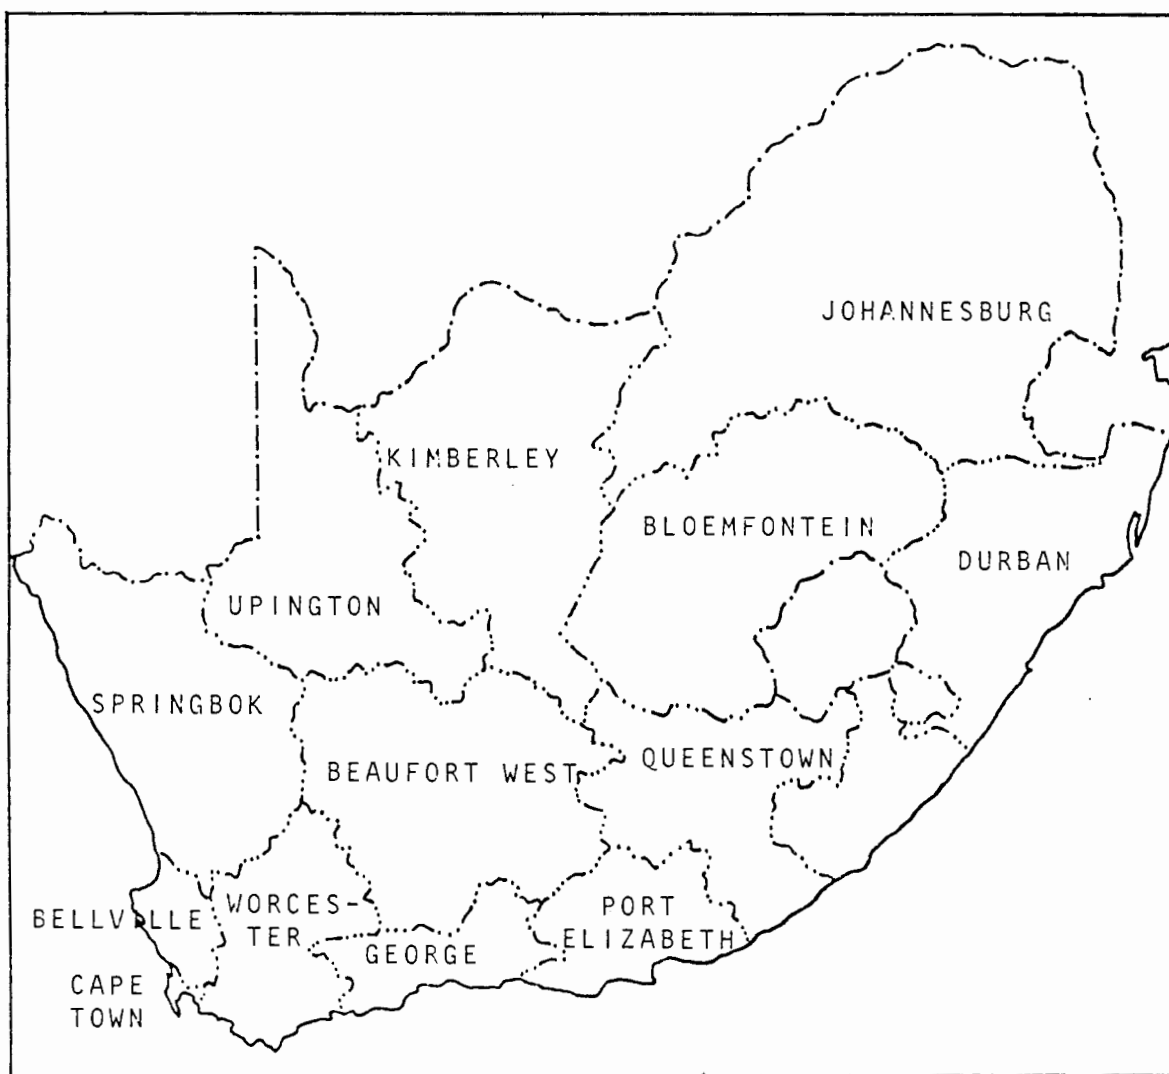 JOHANNESBURG
KIMBERLEY
BLOEMFONTEIN
DURBAN
UPINGTON
SPRINGBOK
QUEENSTOWN
BEAUFORT WEST
BELLVILLE
WORCES-
TER
PORT
ELIZABETH
GEORGE
CAPE
TOWN